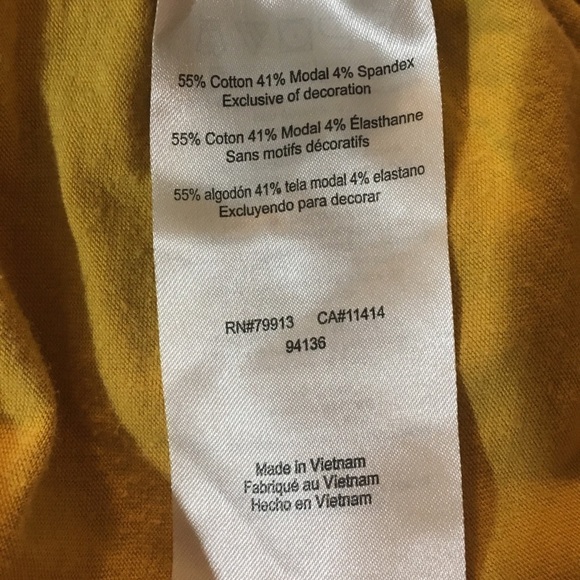 55% Cotton 41% Modal 4% Spandex
Exclusive of decoration
55% Coton 41% Modal 4% Élasthanne
Sans motifs décoratifs
55% algodón 41% tela modal 4% elastano
Excluyendo para decorar
RN#79913 CA#11414
94136
Made in Vietnam
Fabriqué au Vietnam
Hecho en Vietnam